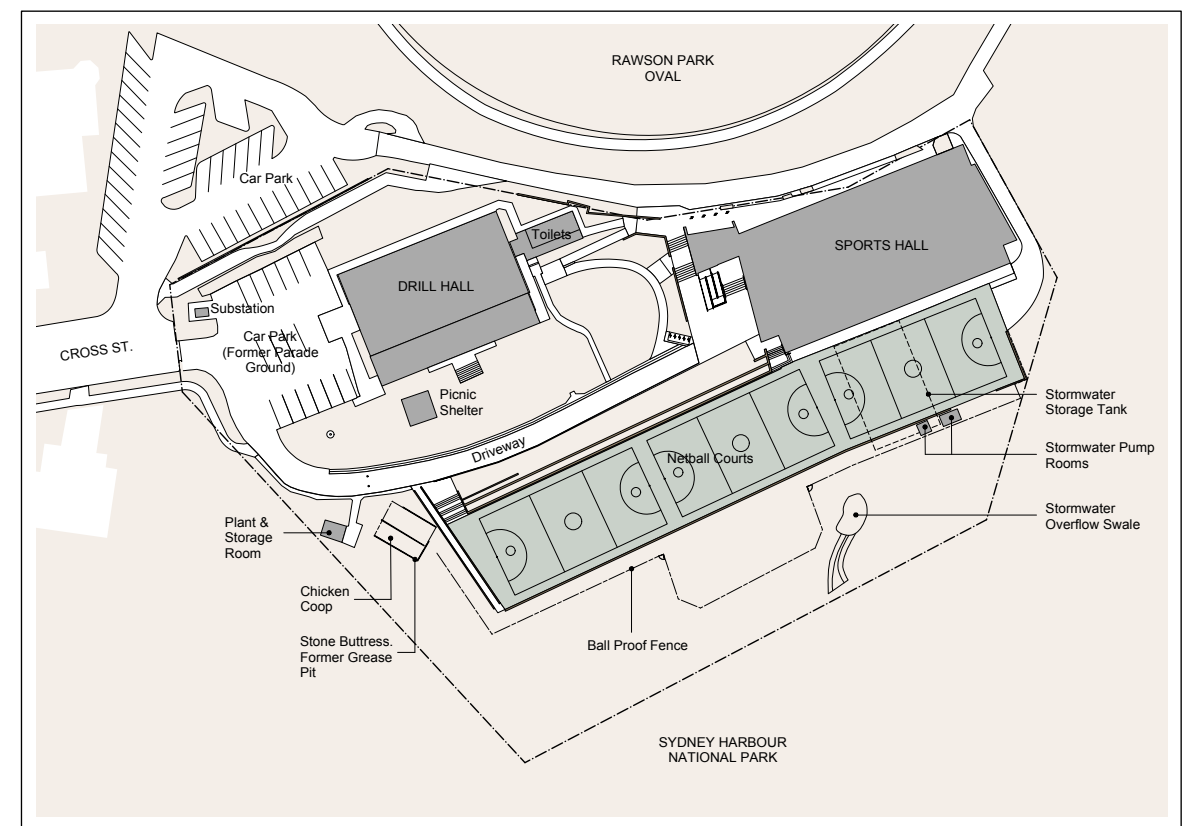 RAWSON PARK
OVAL
Car Park
Toilets
SPORTS HALL
DRILL HALL
Substation
Car Park
(Former Parade
Ground)
CROSS ST.
Picnic
Shelter
Driveway
Netball Courts
Stormwater
Storage Tank
Stormwater Pump
Rooms
Stormwater
Overflow Swale
Plant &
Storage
Room
Chicken
Coop
Stone Buttress.
Former Grease
Pit
Ball Proof Fence
SYDNEY HARBOUR
NATIONAL PARK